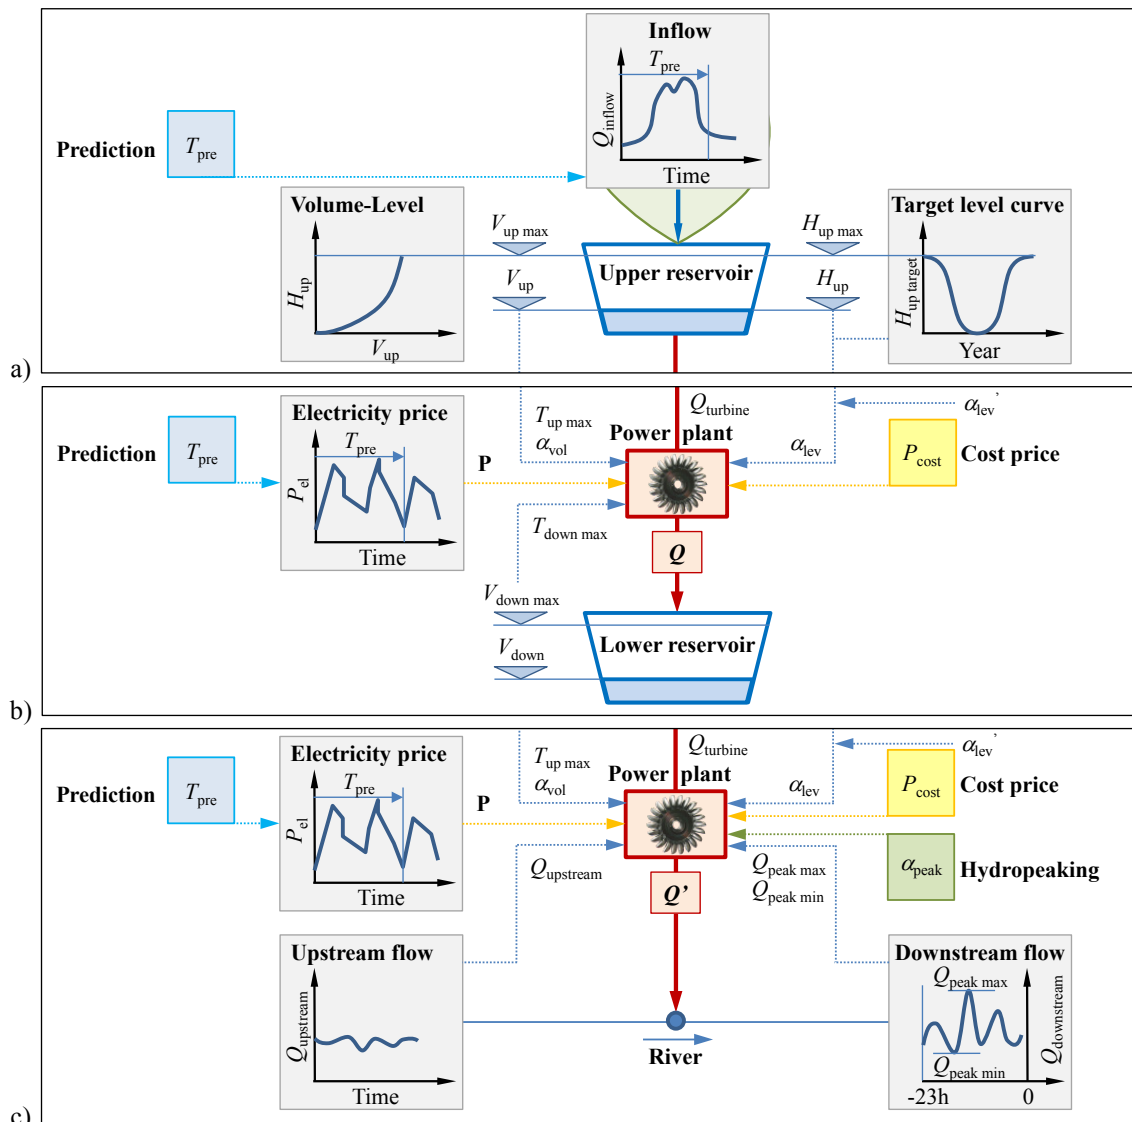 Inflow
T pre
Q inflow
Time
Prediction
T pre
Volume-Level
H up
V up
V up max
V up
Upper reservoir
H up max
H up
Target level curve
H up target
Year
a)
Prediction
T pre
Electricity price
T pre
P el
Time
P
T up max
α vol
T down max
Q turbine
Power plant
α lev
α lev'
P cost
Cost price
Q
V down max
V down
Lower reservoir
b)
Prediction
T pre
Electricity price
T pre
P el
Time
P
T up max
α vol
Q upstream
Q turbine
Power plant
α lev
α lev'
P cost
Cost price
α peak
Hydropeaking
Q peak max
Q peak min
Q'
Upstream flow
Q upstream
Time
River
Downstream flow
Q peak max
Q peak min
Q downstream
-23h
0
c)